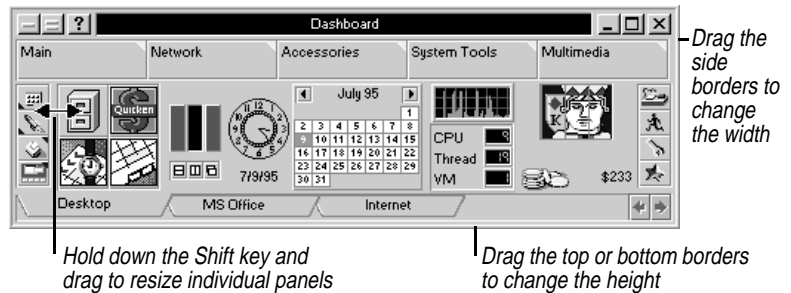 Dashboard
Main
Network
Accessories
System Tools
Multimedia
Quicken
July 95
1
2 3 4 5 6 7 8
9 10 11 12 13 14 15
16 17 18 19 20 21 22
23 24 25 26 27 28 29
30 31
7/9/95
CPU 9
Thread 19
VM 1
K
$233
Desktop
MS Office
Internet
Drag the
side
borders to
change
the width
Hold down the Shift key and
drag to resize individual panels
Drag the top or bottom borders
to change the height